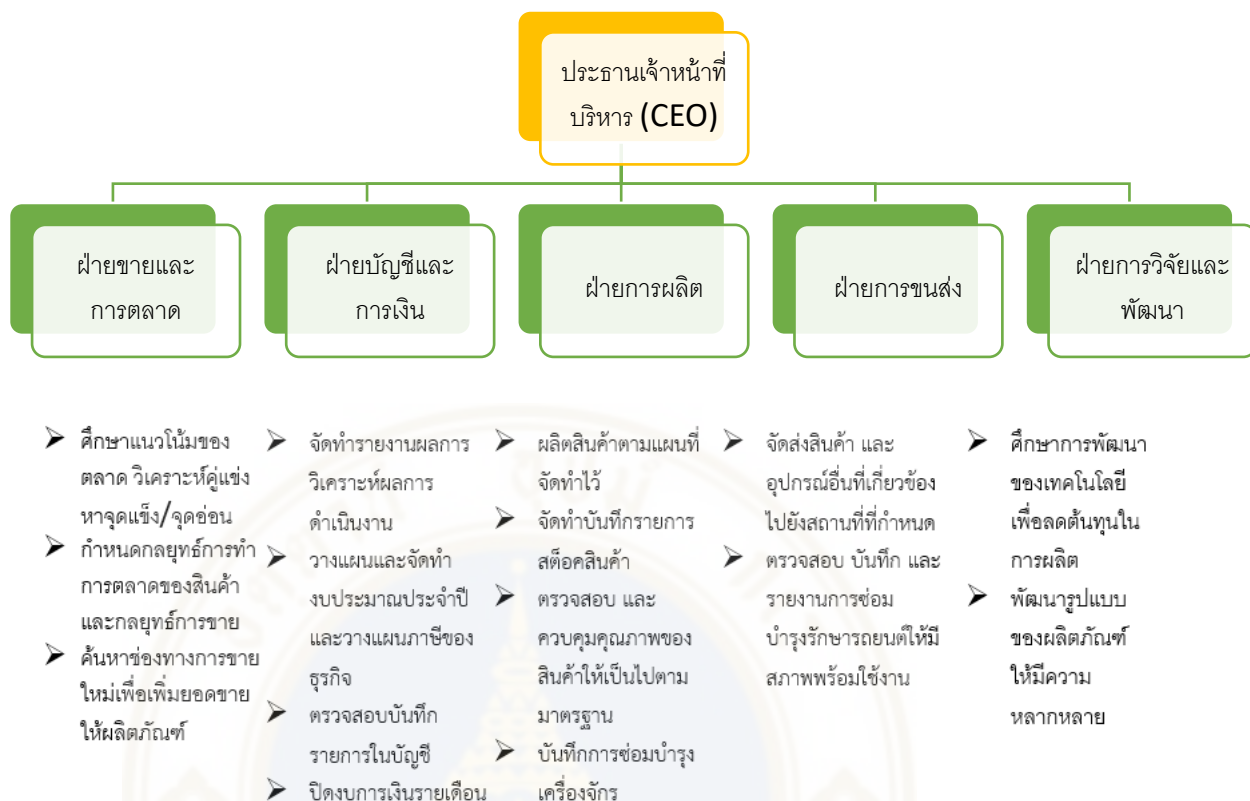 ประธานเจ้าหน้าที่
บริหาร (CEO)
ฝ่ายขายและ
การตลาด
ฝ่ายบัญชีและ
การเงิน
ฝ่ายการผลิต
ฝ่ายการขนส่ง
ฝ่ายการวิจัยและ
พัฒนา
➢ ศึกษาแนวโน้มของ
ตลาด วิเคราะห์คู่แข่ง
หาจุดแข็ง/จุดอ่อน
➢ กำหนดกลยุทธ์การทำ
การตลาดของสินค้า
และกลยุทธ์การขาย
➢ ค้นหาช่องทางการขาย
ใหม่เพื่อเพิ่มยอดขาย
ให้ผลิตภัณฑ์
➢ จัดทำรายงานผลการ
วิเคราะห์ผลการ
ดำเนินงาน
➢ วางแผนและจัดทำ
งบประมาณประจำปี
และวางแผนภาษีของ
ธุรกิจ
➢ ตรวจสอบบันทึก
รายการในบัญชี
➢ ปิดงบการเงินรายเดือน
➢ ผลิตสินค้าตามแผนที่
จัดทำไว้
➢ จัดทำบันทึกรายการ
สต็อคสินค้า
➢ ตรวจสอบ และ
ควบคุมคุณภาพของ
สินค้าให้เป็นไปตาม
มาตรฐาน
➢ บันทึกการซ่อมบำรุง
เครื่องจักร
➢ จัดส่งสินค้า และ
อุปกรณ์อื่นที่เกี่ยวข้อง
ไปยังสถานที่ที่กำหนด
➢ ตรวจสอบ บันทึก และ
รายงานการซ่อม
บำรุงรักษารถยนต์ให้มี
สภาพพร้อมใช้งาน
➢ ศึกษาการพัฒนา
ของเทคโนโลยี
เพื่อลดต้นทุนใน
การผลิต
➢ พัฒนารูปแบบ
ของผลิตภัณฑ์
ให้มีความ
หลากหลาย